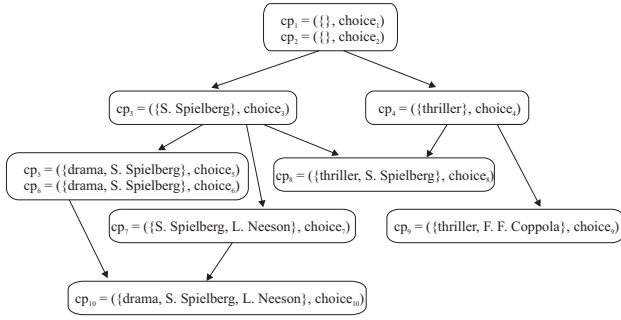 cp₁ = ({}, choice₁)
cp₂ = ({}, choice₂)
cp₃ = ({S. Spielberg}, choice₃)
cp₄ = ({thriller}, choice₄)
cp₅ = ({drama, S. Spielberg}, choice₅)
cp₆ = ({drama, S. Spielberg}, choice₆)
cp₈ = ({thriller, S. Spielberg}, choice₈)
cp₇ = ({S. Spielberg, L. Neeson}, choice₇)
cp₉ = ({thriller, F. F. Coppola}, choice₉)
cp₁₀ = ({drama, S. Spielberg, L. Neeson}, choice₁₀)